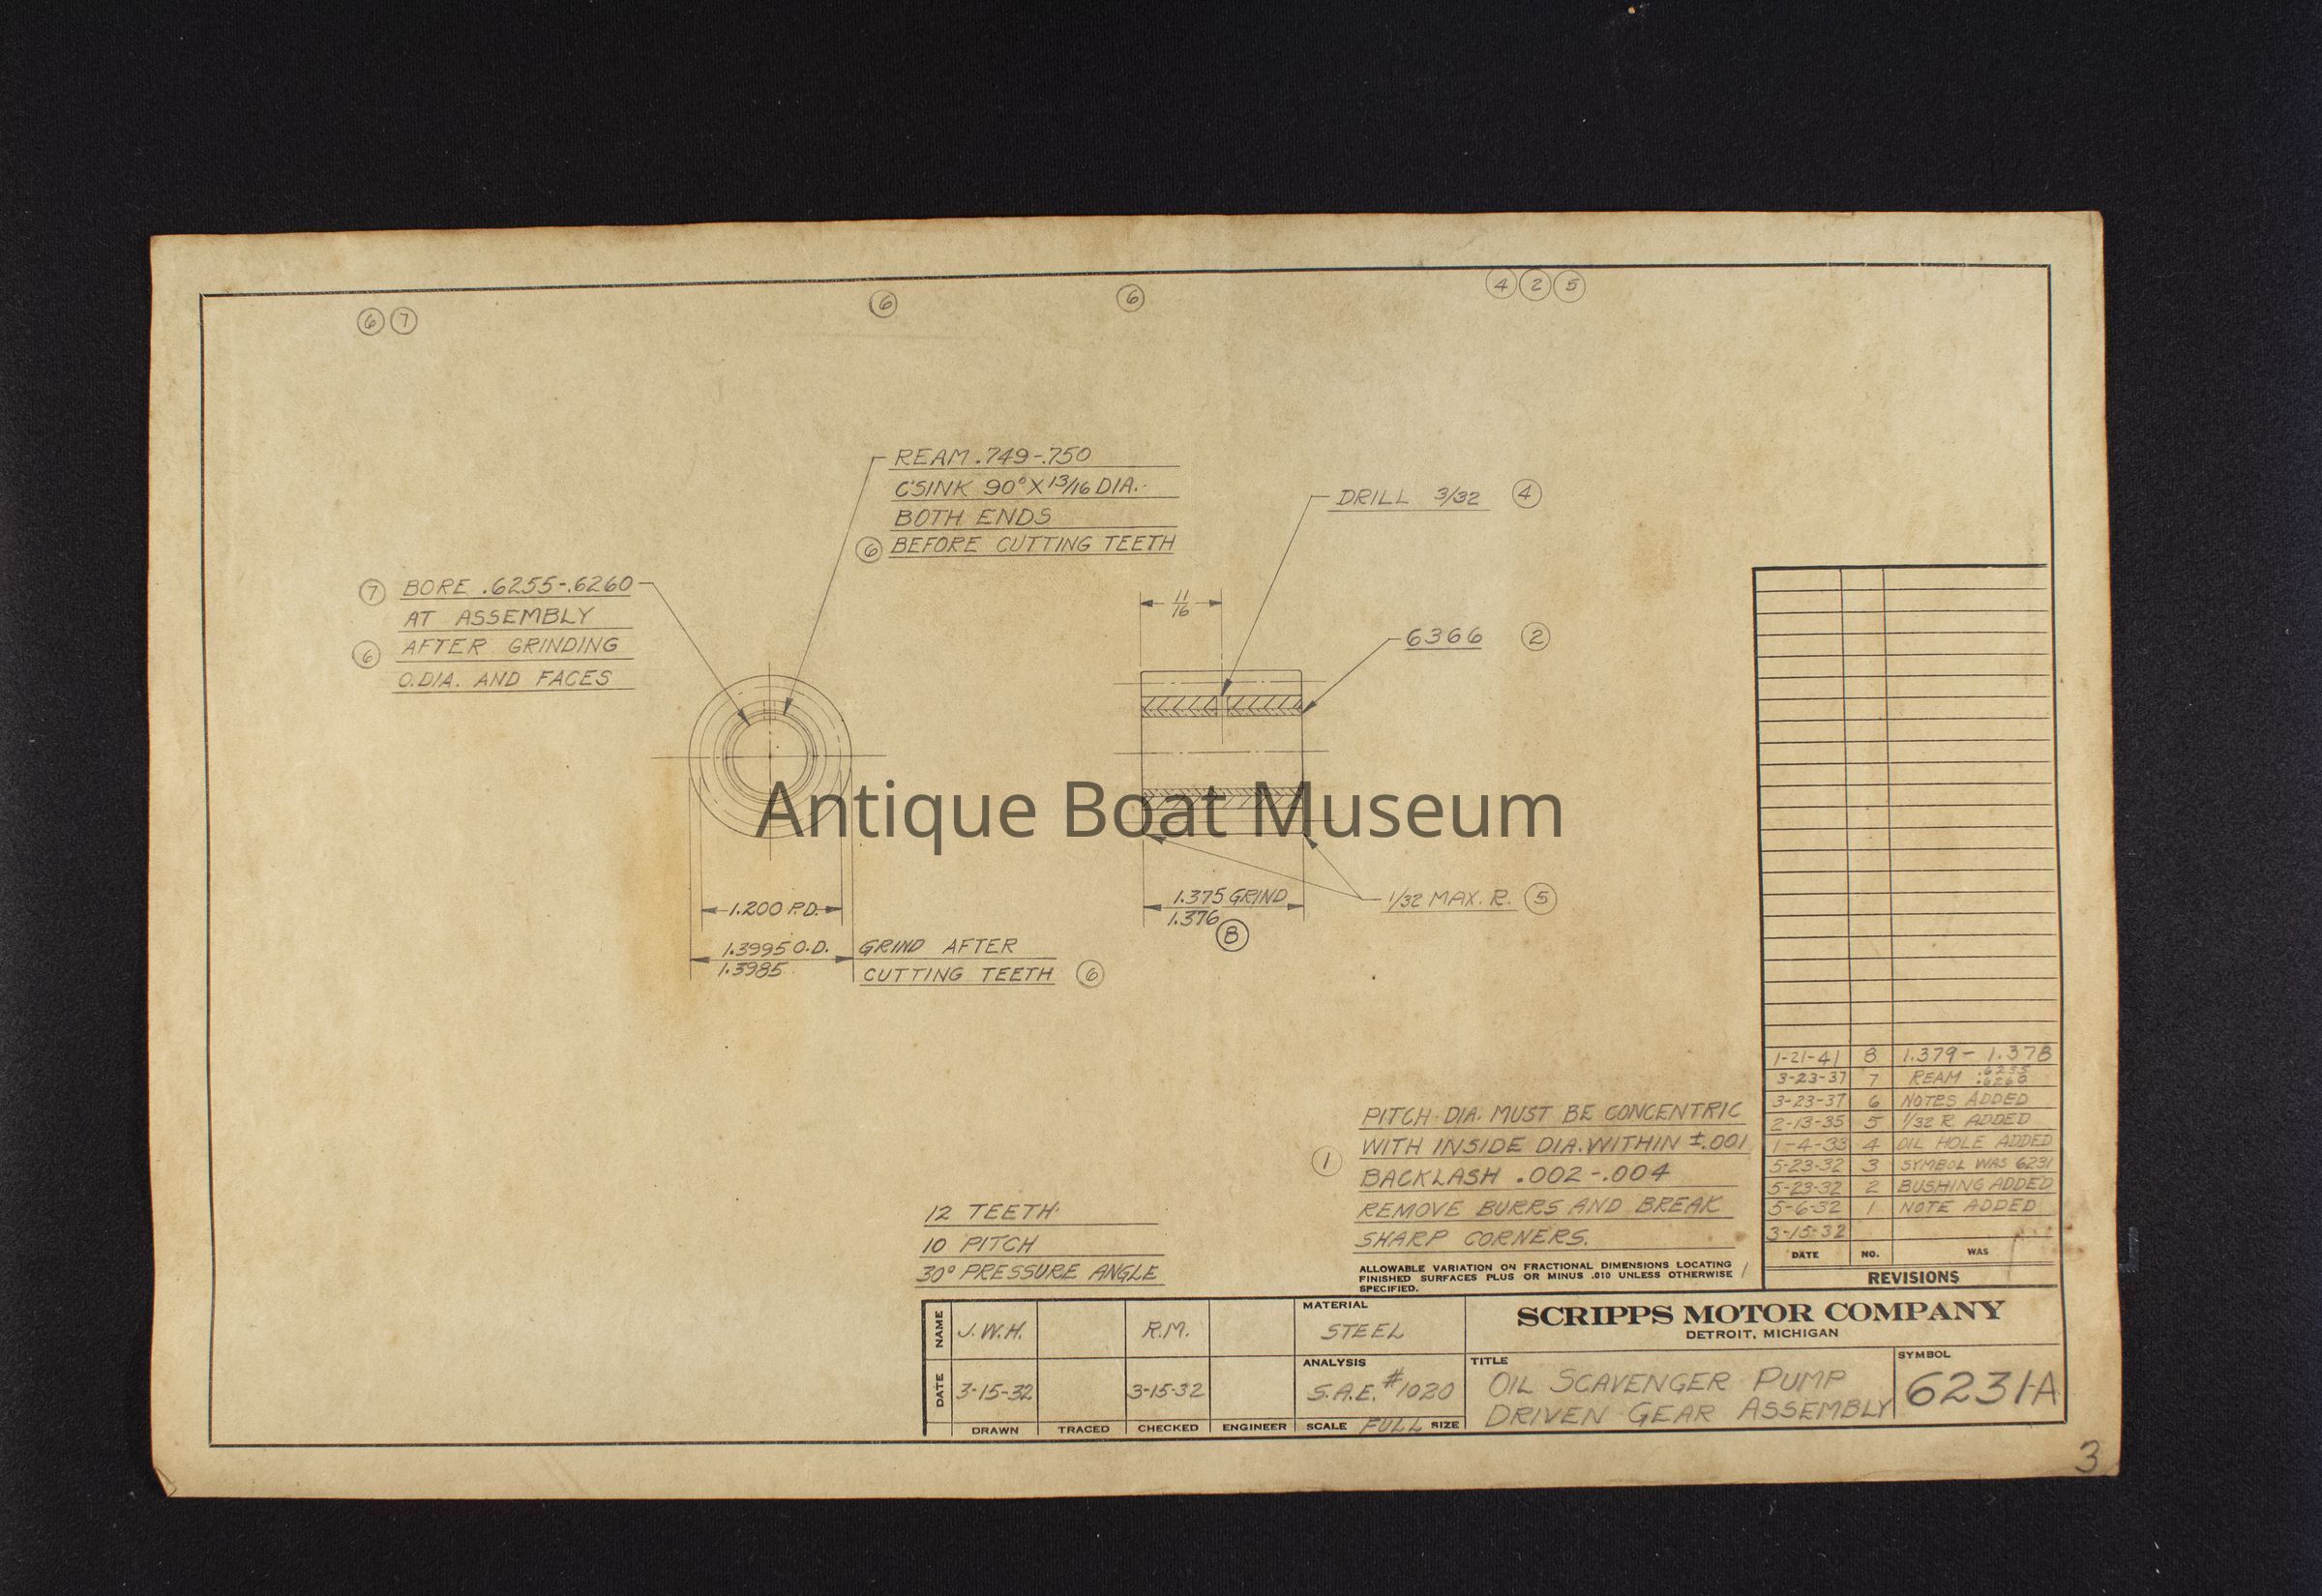 6 7
6
6
4 2 5
REAM .749-.750
C'SINK 90° X 13/16 DIA.
BOTH ENDS
6 BEFORE CUTTING TEETH
DRILL 3/32 4
7 BORE .6255-.6260
AT ASSEMBLY
6 AFTER GRINDING
O.DIA. AND FACES
11/16
6366 2
Antique Boat Museum
1.200 P.D.
1.3995 O.D.
1.3985
GRIND AFTER
CUTTING TEETH 6
1.375 GRIND
1.376
8
1/32 MAX. R. 5
12 TEETH
10 PITCH
30° PRESSURE ANGLE
PITCH DIA. MUST BE CONCENTRIC
WITH INSIDE DIA. WITHIN ±.001
1 BACKLASH .002-.004
REMOVE BURRS AND BREAK
SHARP CORNERS.
ALLOWABLE VARIATION ON FRACTIONAL DIMENSIONS LOCATING
FINISHED SURFACES PLUS OR MINUS .010 UNLESS OTHERWISE
SPECIFIED.
1-21-41 8 1.379 - 1.378
3-23-37 7 REAM
3-23-37 6 NOTES ADDED
2-13-35 5 1/32 R ADDED
1-4-33 4 OIL HOLE ADDED
5-23-32 3 SYMBOL WAS 6231
5-23-32 2 BUSHING ADDED
5-6-32 1 NOTE ADDED
3-15-32
DATE NO. WAS
REVISIONS
NAME J.W.H. R.M.
DATE 3-15-32 3-15-32
DRAWN TRACED CHECKED ENGINEER
MATERIAL
STEEL
ANALYSIS
S.A.E. #1020
SCALE FULL SIZE
SCRIPPS MOTOR COMPANY
DETROIT, MICHIGAN
TITLE
OIL SCAVENGER PUMP
DRIVEN GEAR ASSEMBLY
SYMBOL
6231-A
3